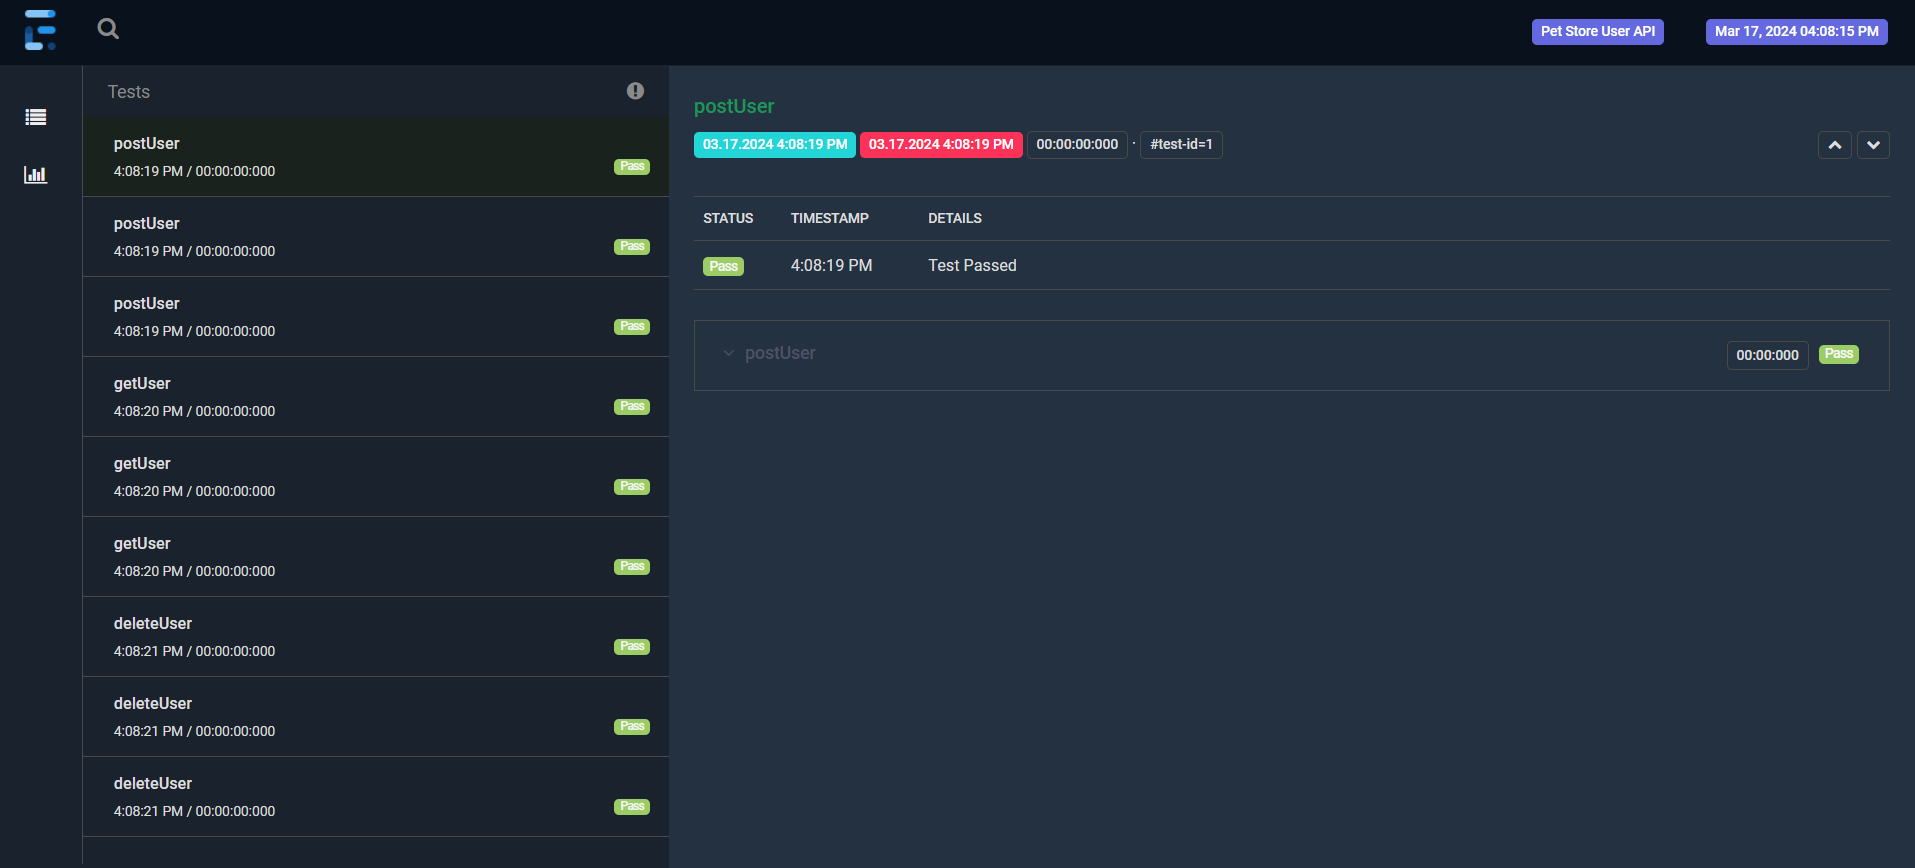 Pet Store User API
Mar 17, 2024 04:08:15 PM
Tests
postUser
4:08:19 PM / 00:00:00:000
Pass
postUser
4:08:19 PM / 00:00:00:000
Pass
postUser
4:08:19 PM / 00:00:00:000
Pass
getUser
4:08:20 PM / 00:00:00:000
Pass
getUser
4:08:20 PM / 00:00:00:000
Pass
getUser
4:08:20 PM / 00:00:00:000
Pass
deleteUser
4:08:21 PM / 00:00:00:000
Pass
deleteUser
4:08:21 PM / 00:00:00:000
Pass
deleteUser
4:08:21 PM / 00:00:00:000
Pass
postUser
03.17.2024 4:08:19 PM 03.17.2024 4:08:19 PM 00:00:00:000 · #test-id=1
STATUS TIMESTAMP DETAILS
Pass 4:08:19 PM Test Passed
postUser 00:00:000 Pass